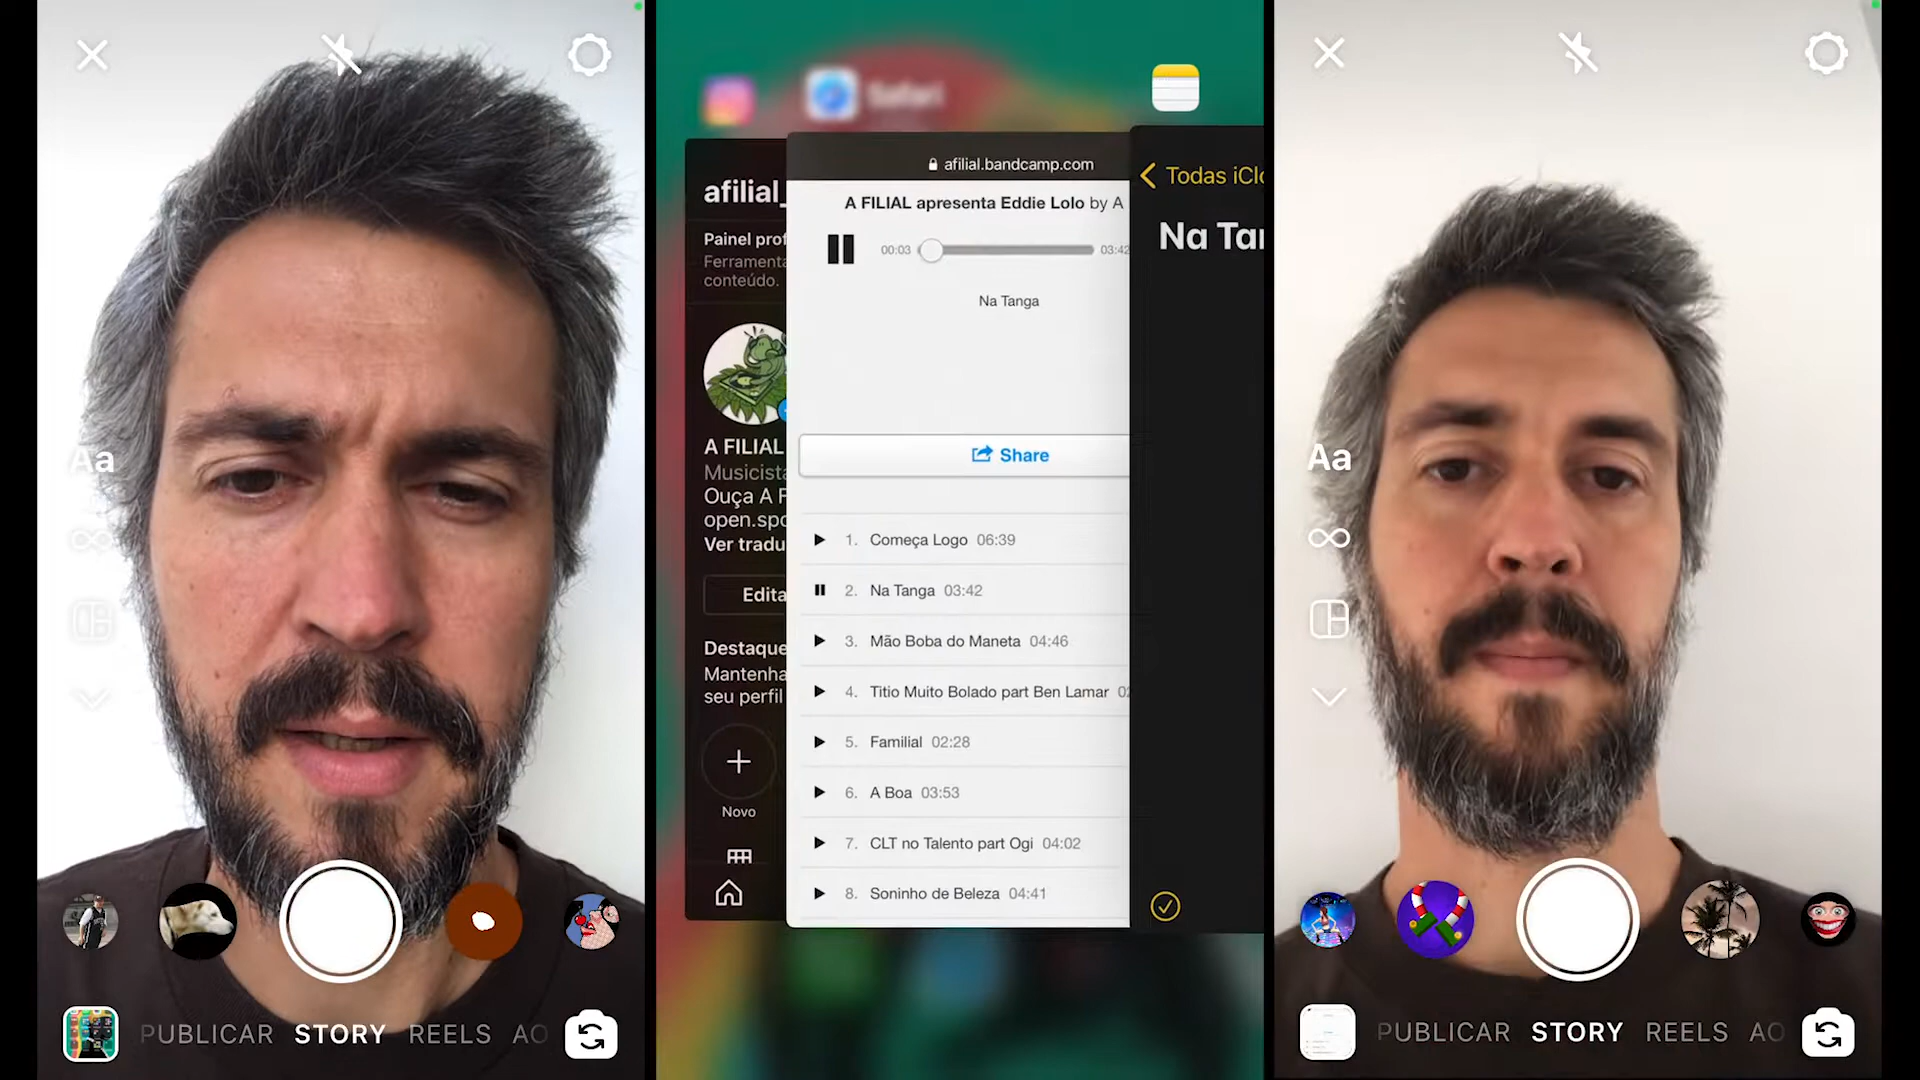 Aa
PUBLICAR STORY REELS AO
Safari
afilial_
Painel prof
Ferramenta
conteúdo.
A FILIAL
Musicista
Ouça A F
open.spo
Ver tradu
Edita
Destaque
Mantenha
seu perfil
Novo
afilial.bandcamp.com
A FILIAL apresenta Eddie Lolo by A
00:03 03:42
Na Tanga
Share
1. Começa Logo 06:39
2. Na Tanga 03:42
3. Mão Boba do Maneta 04:46
4. Titio Muito Bolado part Ben Lamar 02
5. Familial 02:28
6. A Boa 03:53
7. CLT no Talento part Ogi 04:02
8. Soninho de Beleza 04:41
Todas iClo
Na Tan
Aa
PUBLICAR STORY REELS AO